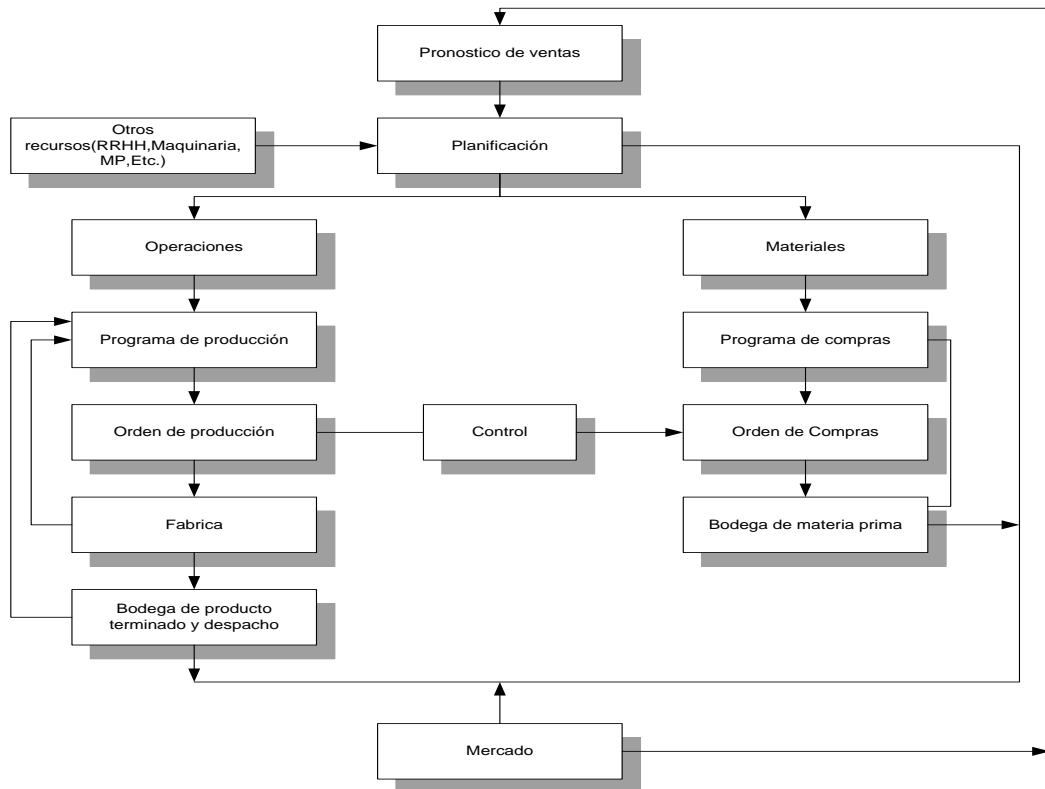 Pronostico de ventas
Otros
recursos(RRHH,Maquinaria,
MP,Etc.)
Planificación
Operaciones
Materiales
Programa de producción
Programa de compras
Orden de producción
Control
Orden de Compras
Fabrica
Bodega de materia prima
Bodega de producto
terminado y despacho
Mercado